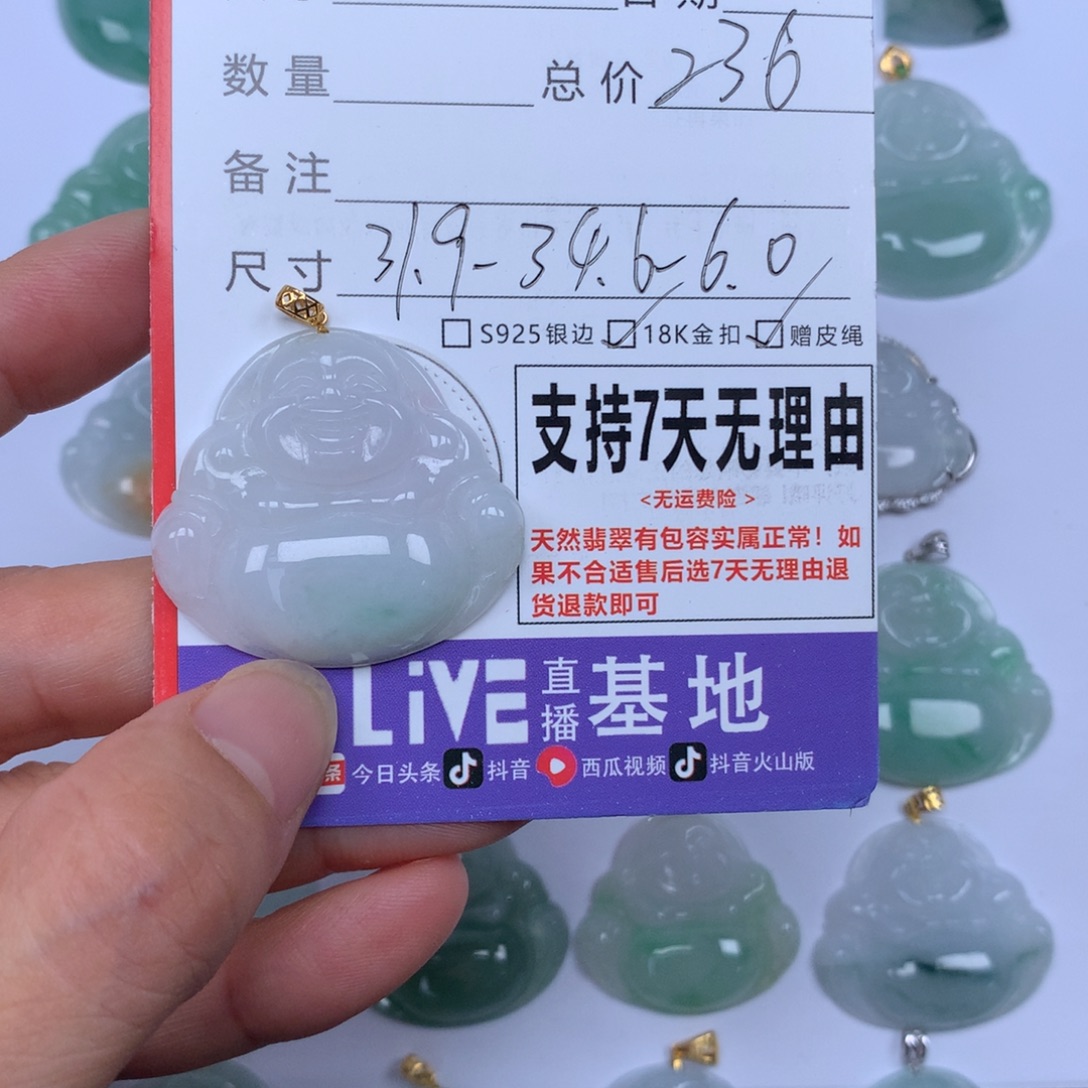 日期
数量 总价 236
备注
尺寸 31.9-34.6-6.0
S925银边 18K金扣 赠皮绳
支持7天无理由
<无运费险>
天然翡翠有包容实属正常！如
果不合适售后选7天无理由退
货退款即可
LiVE 直播 基地
今日头条 抖音 西瓜视频 抖音火山版